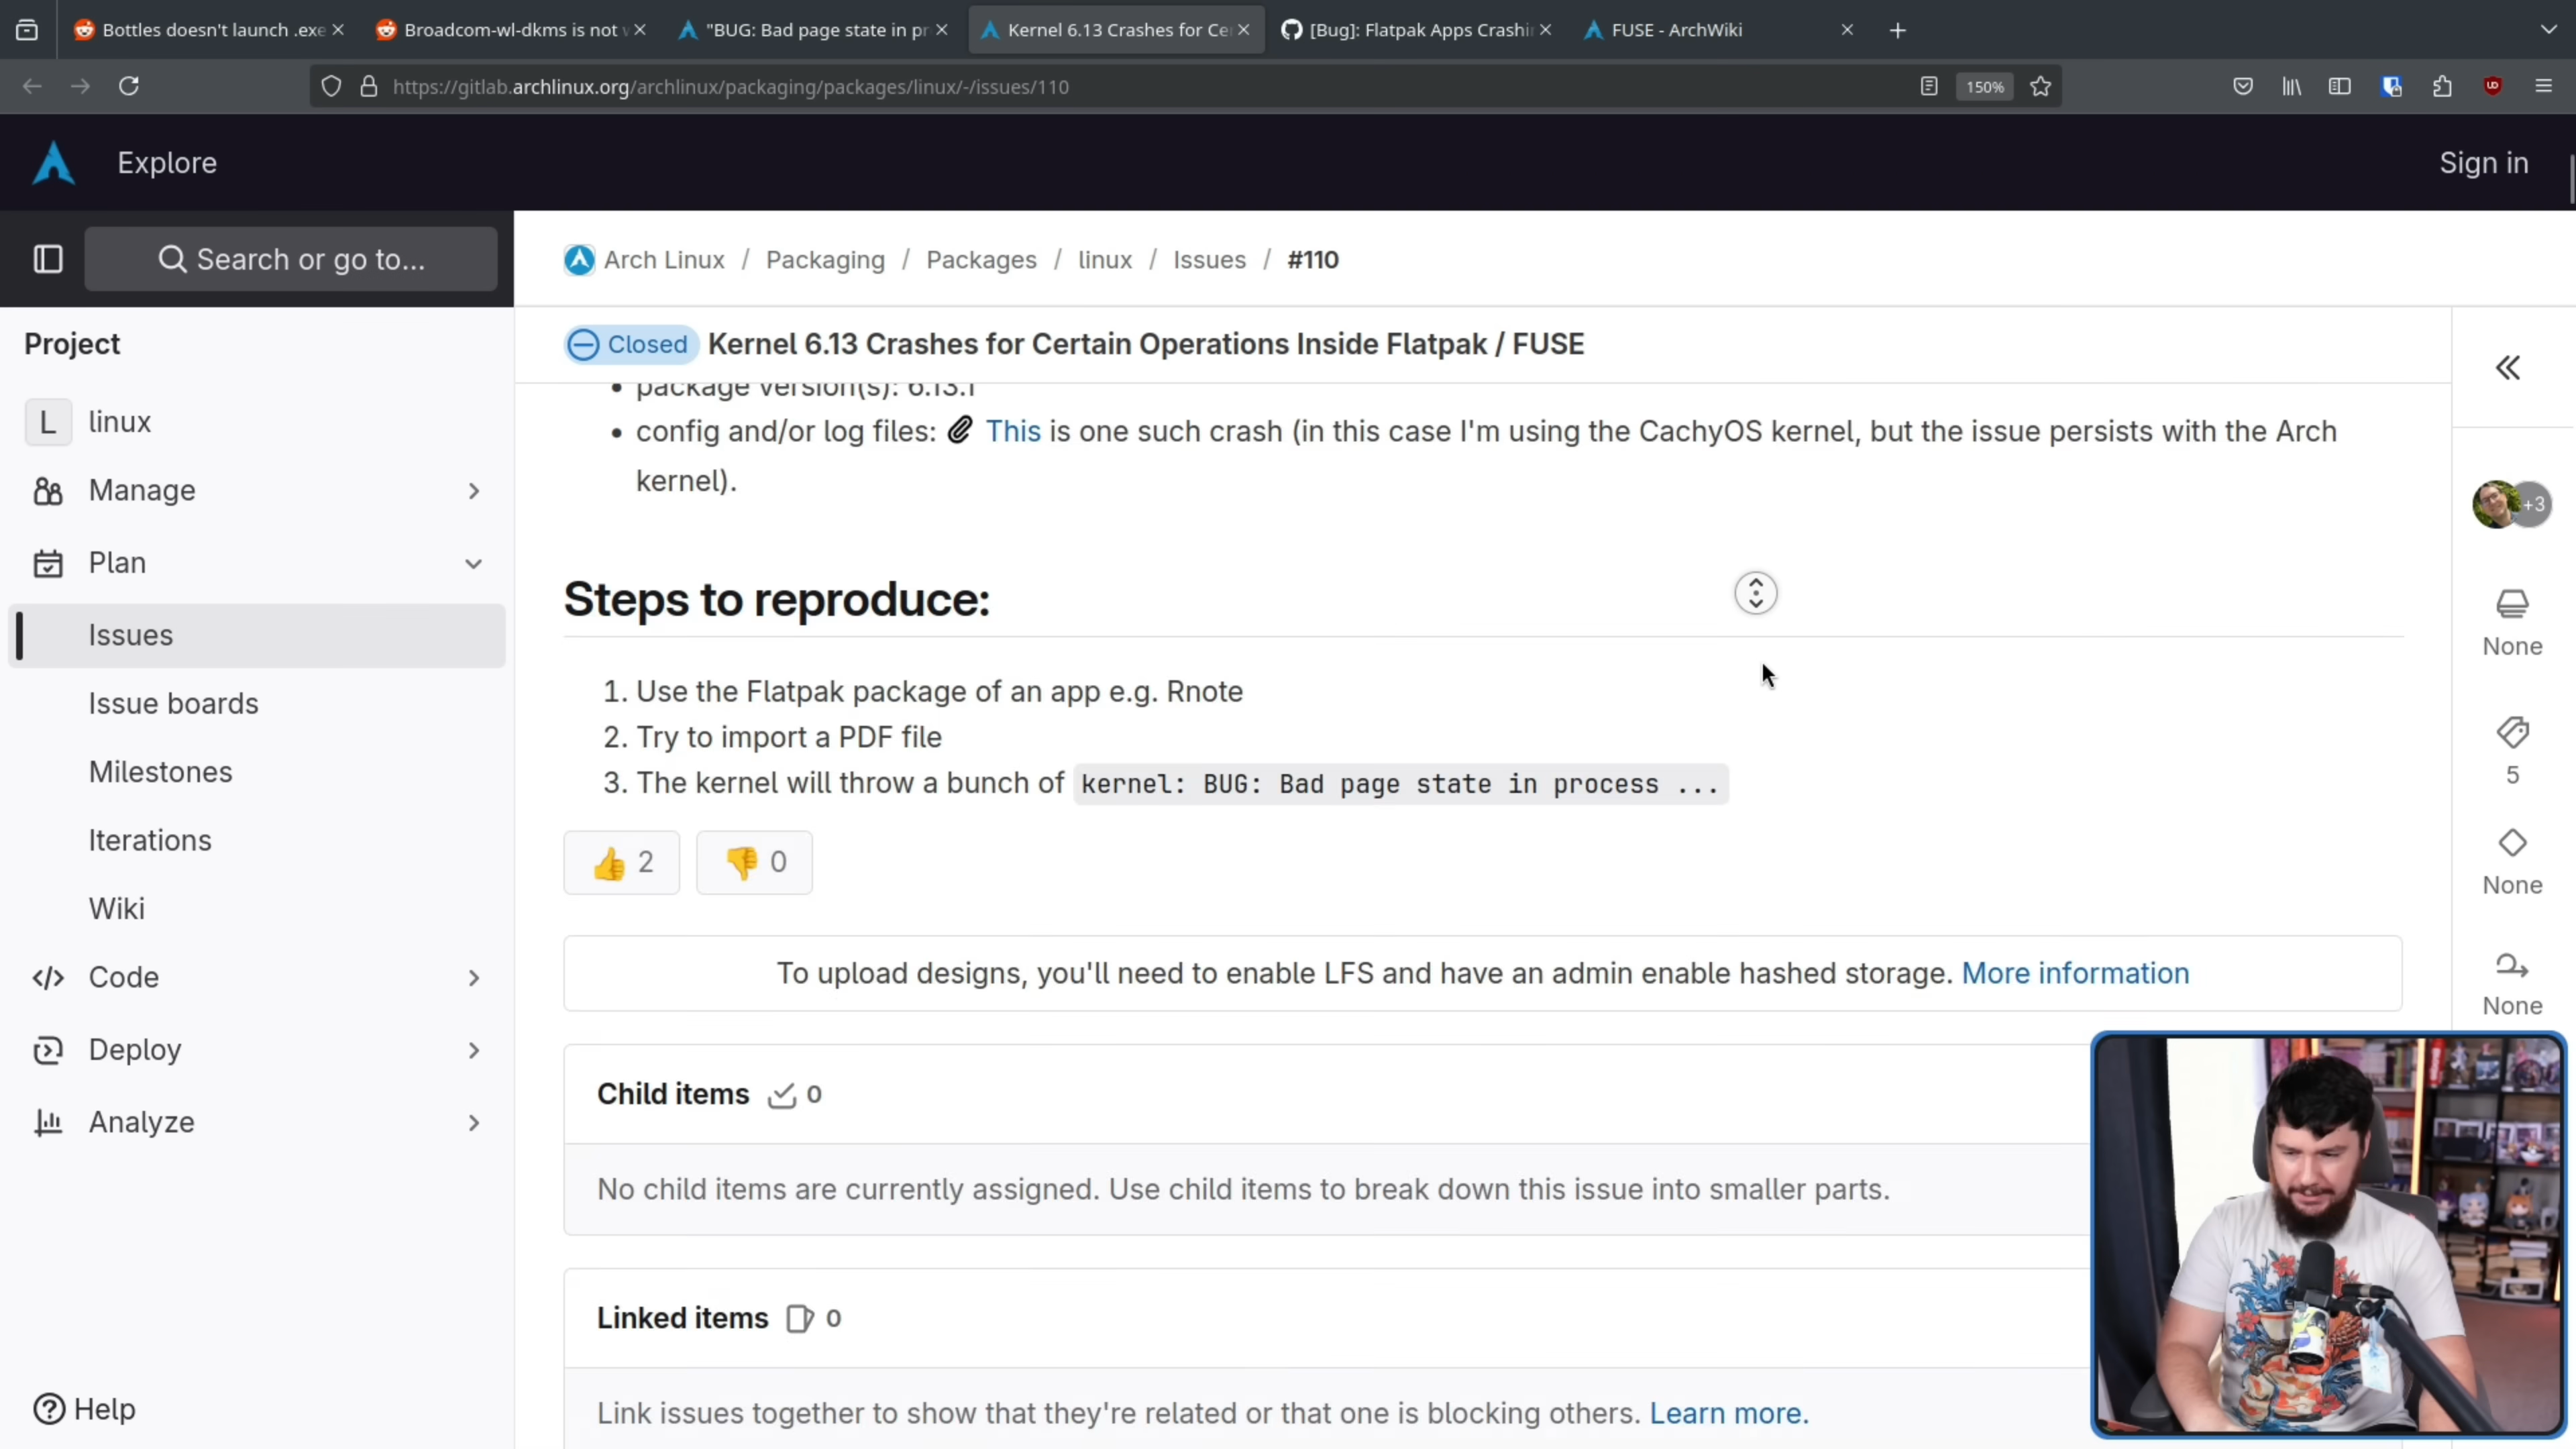 Bottles doesn't launch .exe
Broadcom-wl-dkms is not
"BUG: Bad page state in pr
Kernel 6.13 Crashes for Ce
[Bug]: Flatpak Apps Crashi
FUSE - ArchWiki
https://gitlab.archlinux.org/archlinux/packaging/packages/linux/-/issues/110
150%
Explore
Sign in
Search or go to...
Arch Linux / Packaging / Packages / linux / Issues / #110
Project
Closed Kernel 6.13 Crashes for Certain Operations Inside Flatpak / FUSE
L linux
Manage
Plan
Issues
Issue boards
Milestones
Iterations
Wiki
Code
Deploy
Analyze
Help
• package version(s): 6.13.1
• config and/or log files: This is one such crash (in this case I'm using the CachyOS kernel, but the issue persists with the Arch
kernel).
Steps to reproduce:
1. Use the Flatpak package of an app e.g. Rnote
2. Try to import a PDF file
3. The kernel will throw a bunch of kernel: BUG: Bad page state in process ...
👍 2 👎 0
To upload designs, you'll need to enable LFS and have an admin enable hashed storage. More information
Child items 0
No child items are currently assigned. Use child items to break down this issue into smaller parts.
Linked items 0
Link issues together to show that they're related or that one is blocking others. Learn more.
+3
None
5
None
None